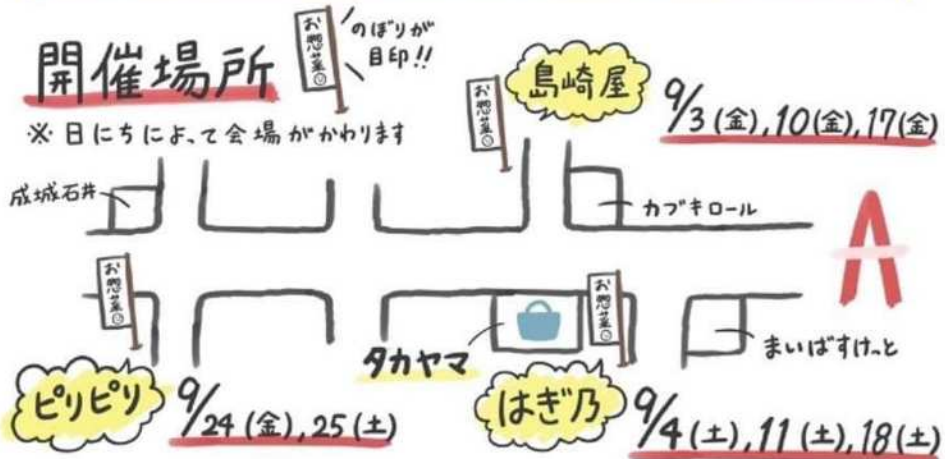 開催場所
お惣菜
のぼりが
目印!!
※日にちによって会場がかわります
島崎屋
9/3(金),10(金),17(金)
お惣菜
成城石井
カブキロール
A
お惣菜
お惣菜
タカヤマ
まいばすけっと
ピリピリ
9/24(金),25(土)
はぎ乃
9/4(土),11(土),18(土)